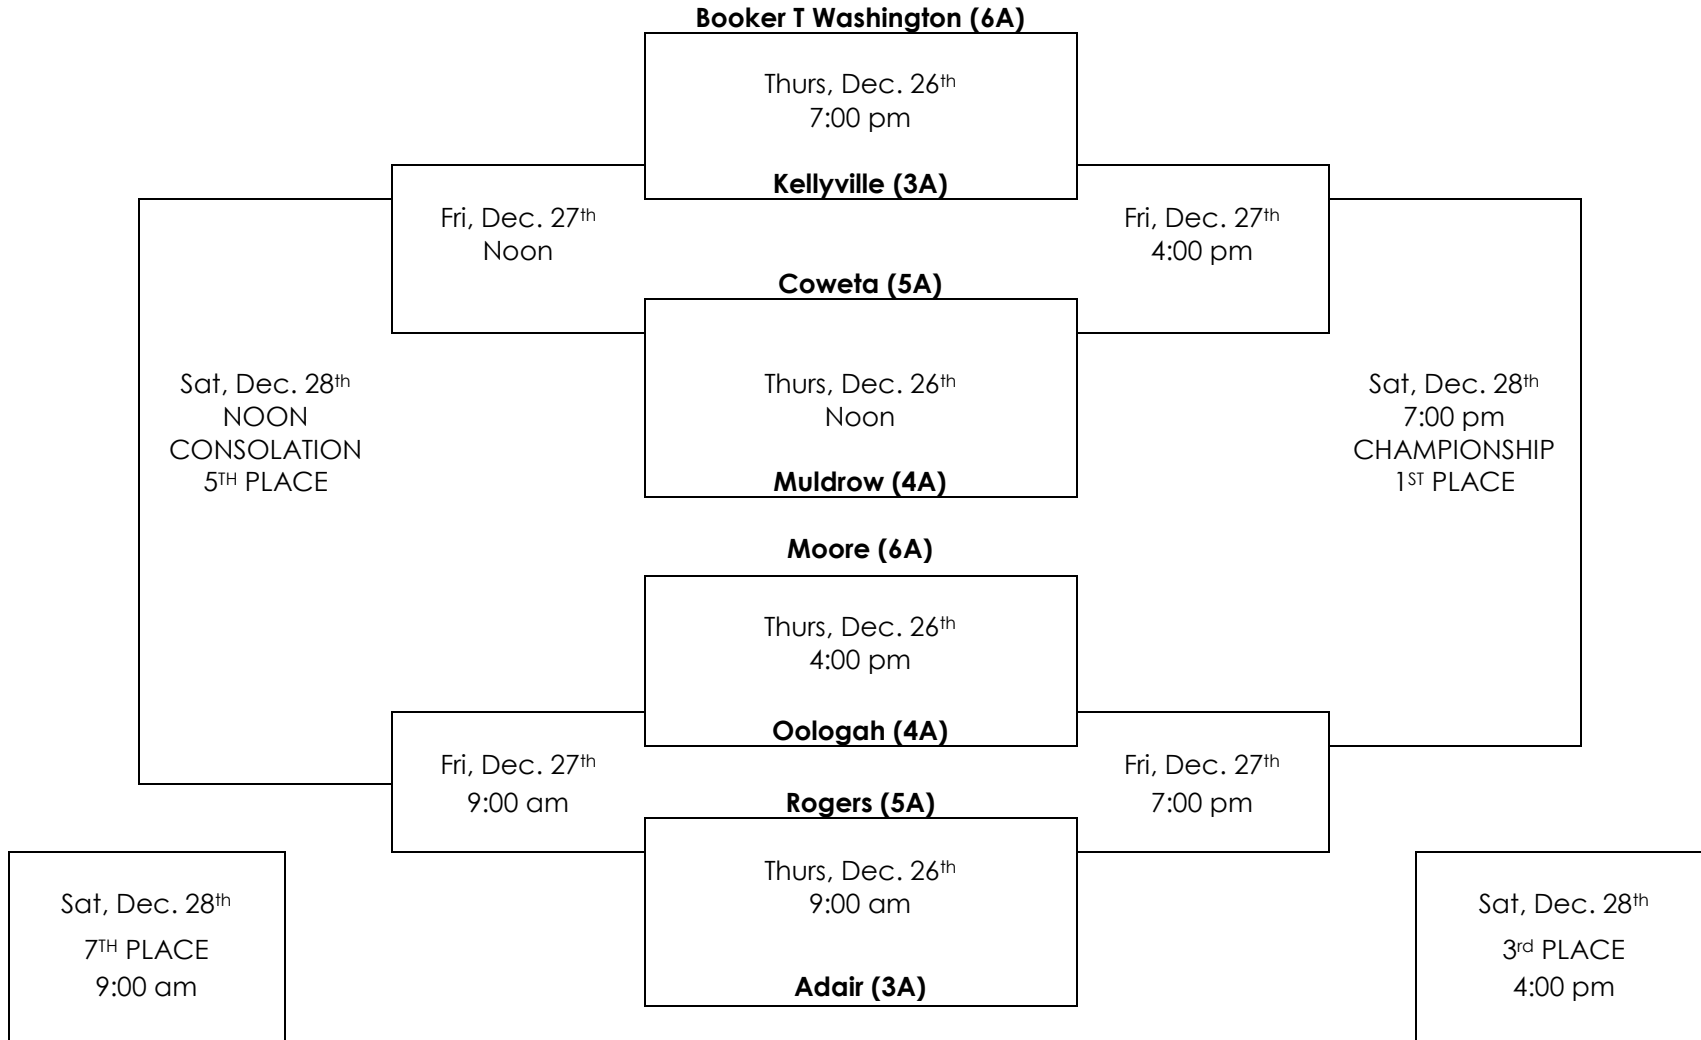 Booker T Washington (6A)
Thurs, Dec. 26th
7:00 pm
Kellyville (3A)
Fri, Dec. 27th
Noon
Fri, Dec. 27th
4:00 pm
Coweta (5A)
Sat, Dec. 28th
NOON
CONSOLATION
5TH PLACE
Thurs, Dec. 26th
Noon
Sat, Dec. 28th
7:00 pm
CHAMPIONSHIP
1ST PLACE
Muldrow (4A)
Moore (6A)
Thurs, Dec. 26th
4:00 pm
Oologah (4A)
Fri, Dec. 27th
9:00 am
Fri, Dec. 27th
7:00 pm
Rogers (5A)
Thurs, Dec. 26th
9:00 am
Adair (3A)
Sat, Dec. 28th
7TH PLACE
9:00 am
Sat, Dec. 28th
3rd PLACE
4:00 pm